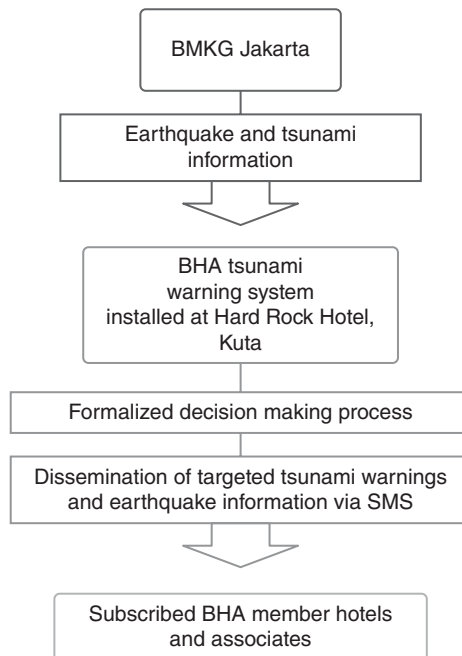 BMKG Jakarta
Earthquake and tsunami
information
BHA tsunami
warning system
installed at Hard Rock Hotel,
Kuta
Formalized decision making process
Dissemination of targeted tsunami warnings
and earthquake information via SMS
Subscribed BHA member hotels
and associates